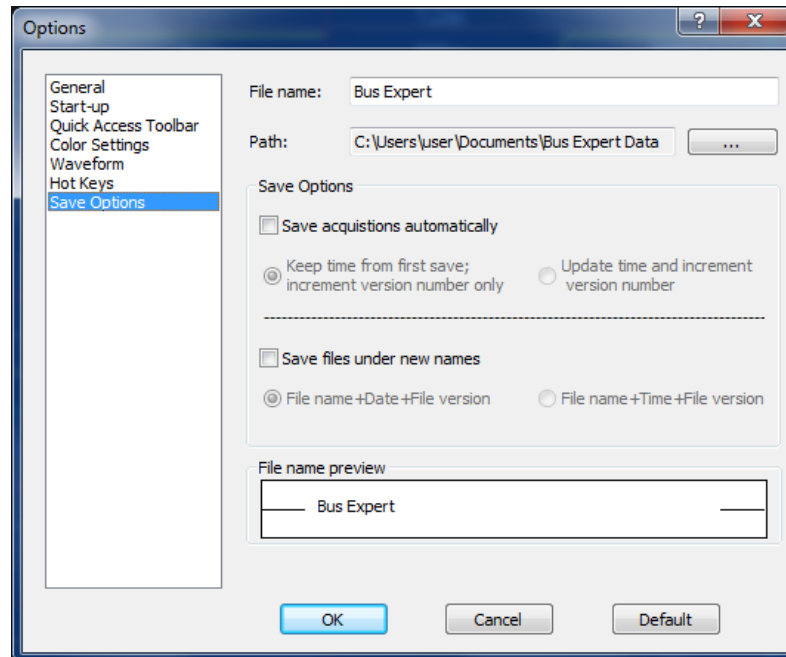 Options
?
X
General
Start-up
Quick Access Toolbar
Color Settings
Waveform
Hot Keys
Save Options
File name:
Bus Expert
Path:
C:\Users\user\Documents\Bus Expert Data
...
Save Options
Save acquistions automatically
Keep time from first save;
increment version number only
Update time and increment
version number
Save files under new names
File name+Date+File version
File name+Time+File version
File name preview
Bus Expert
OK
Cancel
Default